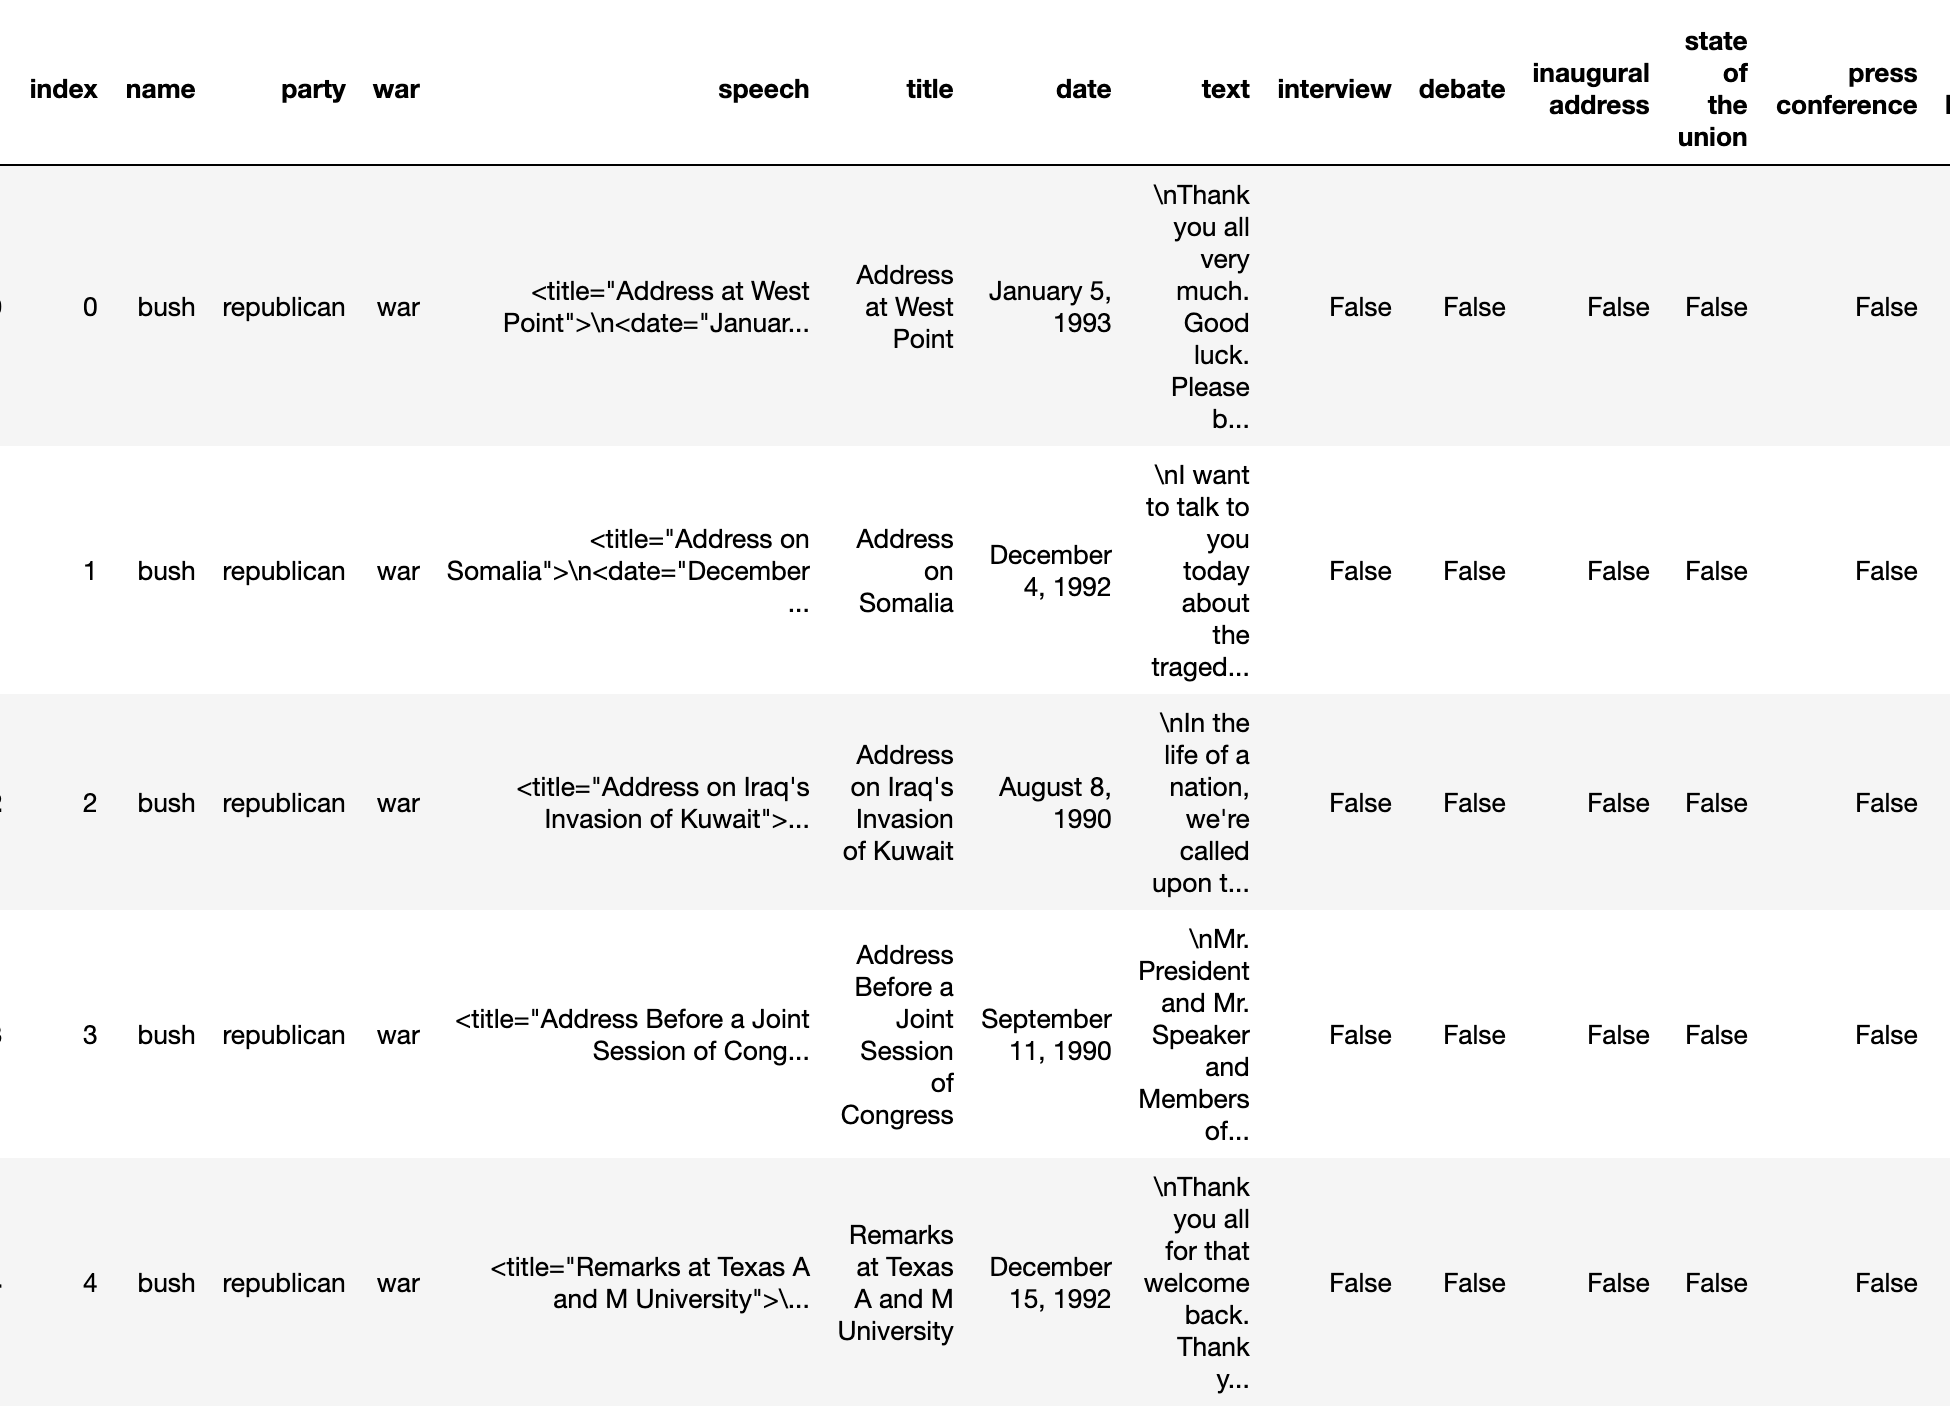 index name party war speech title date text interview debate inaugural address state of the union press conference
0 bush republican war <title="Address at West Point">\n<date="Januar... Address at West Point January 5, 1993 \nThank you all very much. Good luck. Please b... False False False False False
1 bush republican war <title="Address on Somalia">\n<date="December ... Address on Somalia December 4, 1992 \nI want to talk to you today about the traged... False False False False False
2 bush republican war <title="Address on Iraq's Invasion of Kuwait">... Address on Iraq's Invasion of Kuwait August 8, 1990 \nIn the life of a nation, we're called upon t... False False False False False
3 bush republican war <title="Address Before a Joint Session of Cong... Address Before a Joint Session of Congress September 11, 1990 \nMr. President and Mr. Speaker and Members of... False False False False False
4 bush republican war <title="Remarks at Texas A and M University">\... Remarks at Texas A and M University December 15, 1992 \nThank you all for that welcome back. Thank y... False False False False False